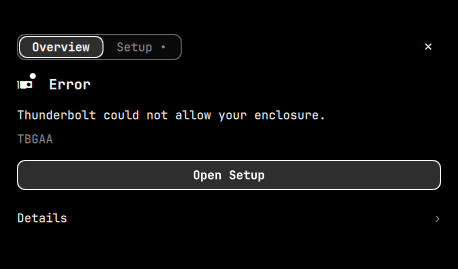 Overview Setup •
×
Error
Thunderbolt could not allow your enclosure.
TBGAA
Open Setup
Details ›